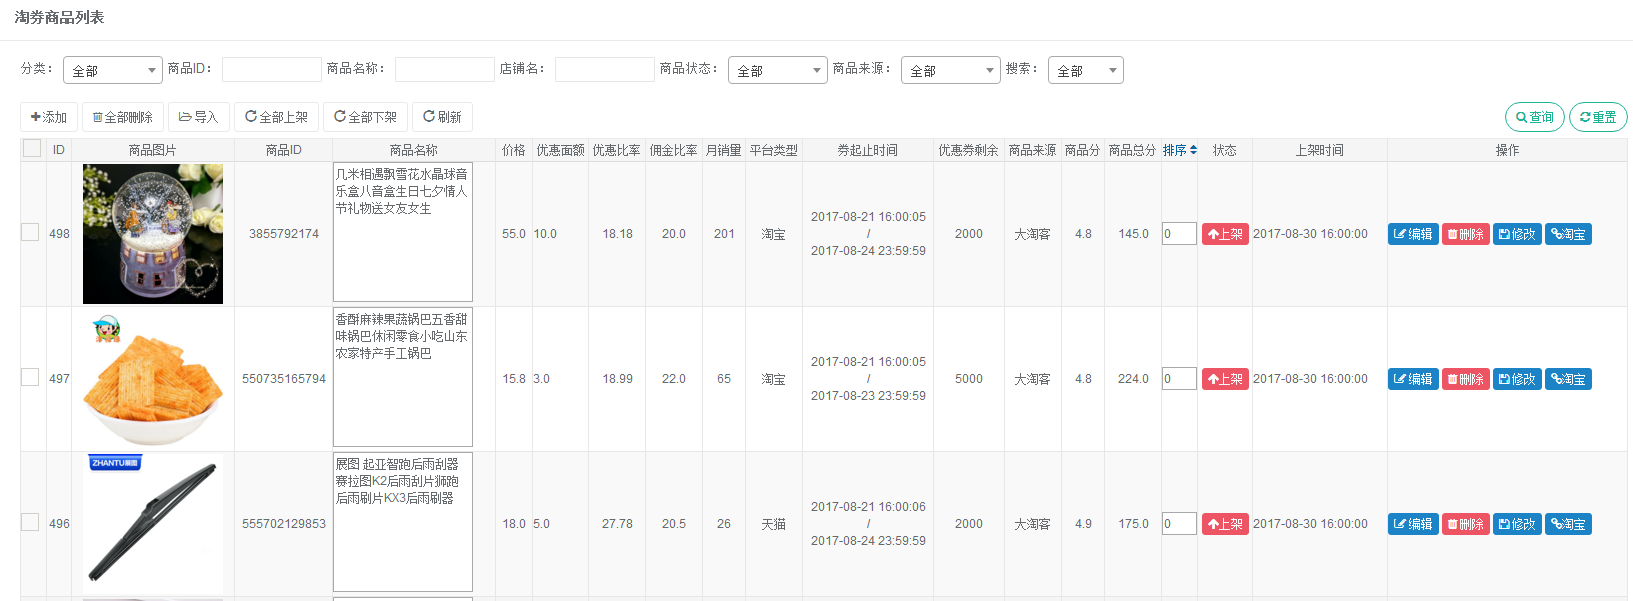 淘券商品列表
分类： 全部 商品ID： 商品名称： 店铺名： 商品状态： 全部 商品来源： 全部 搜索： 全部
添加 全部删除 导入 全部上架 全部下架 刷新 查询 重置
ID 商品图片 商品ID 商品名称 价格 优惠面额 优惠比率 佣金比率 月销量 平台类型 券起止时间 优惠券剩余 商品来源 商品分 商品总分 排序 状态 上架时间 操作
几米相遇飘雪花水晶球音
乐盒八音盒生日七夕情人
节礼物送女友女生
498 3855792174 55.0 10.0 18.18 20.0 201 淘宝 2017-08-21 16:00:05 / 2017-08-24 23:59:59 2000 大淘客 4.8 145.0 0 上架 2017-08-30 16:00:00 编辑 删除 修改 淘宝
香酥麻辣果蔬锅巴五香甜
味锅巴休闲零食小吃山东
农家特产手工锅巴
497 550735165794 15.8 3.0 18.99 22.0 65 淘宝 2017-08-21 16:00:05 / 2017-08-23 23:59:59 5000 大淘客 4.8 224.0 0 上架 2017-08-30 16:00:00 编辑 删除 修改 淘宝
ZHANTU展图
展图 起亚智跑后雨刮器
赛拉图K2后雨刮片狮跑
后雨刷片KX3后雨刷器
496 555702129853 18.0 5.0 27.78 20.5 26 天猫 2017-08-21 16:00:06 / 2017-08-24 23:59:59 2000 大淘客 4.9 175.0 0 上架 2017-08-30 16:00:00 编辑 删除 修改 淘宝